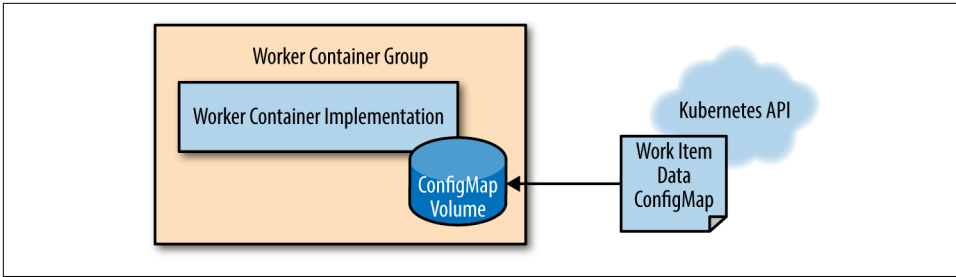 Worker Container Group
Worker Container Implementation
ConfigMap
Volume
Kubernetes API
Work Item
Data
ConfigMap